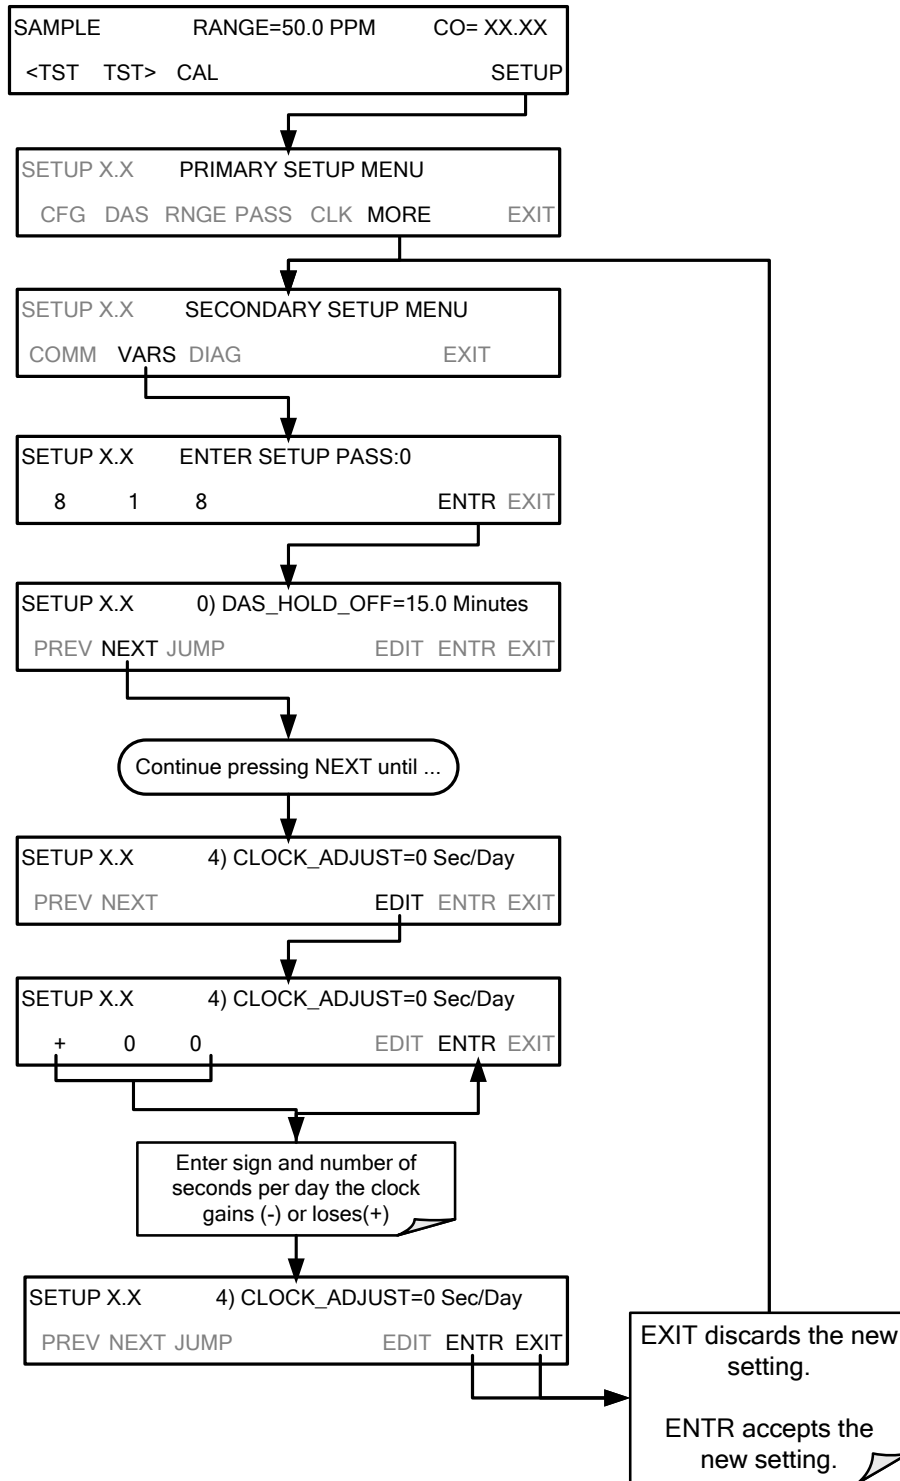 SAMPLE RANGE=50.0 PPM CO= XX.XX
<TST TST> CAL SETUP
SETUP X.X PRIMARY SETUP MENU
CFG DAS RNGE PASS CLK MORE EXIT
SETUP X.X SECONDARY SETUP MENU
COMM VARS DIAG EXIT
SETUP X.X ENTER SETUP PASS:0
8 1 8 ENTR EXIT
SETUP X.X 0) DAS_HOLD_OFF=15.0 Minutes
PREV NEXT JUMP EDIT ENTR EXIT
Continue pressing NEXT until ...
SETUP X.X 4) CLOCK_ADJUST=0 Sec/Day
PREV NEXT EDIT ENTR EXIT
SETUP X.X 4) CLOCK_ADJUST=0 Sec/Day
+ 0 0 EDIT ENTR EXIT
Enter sign and number of
seconds per day the clock
gains (-) or loses(+)
SETUP X.X 4) CLOCK_ADJUST=0 Sec/Day
PREV NEXT JUMP EDIT ENTR EXIT
EXIT discards the new
setting.
ENTR accepts the
new setting.